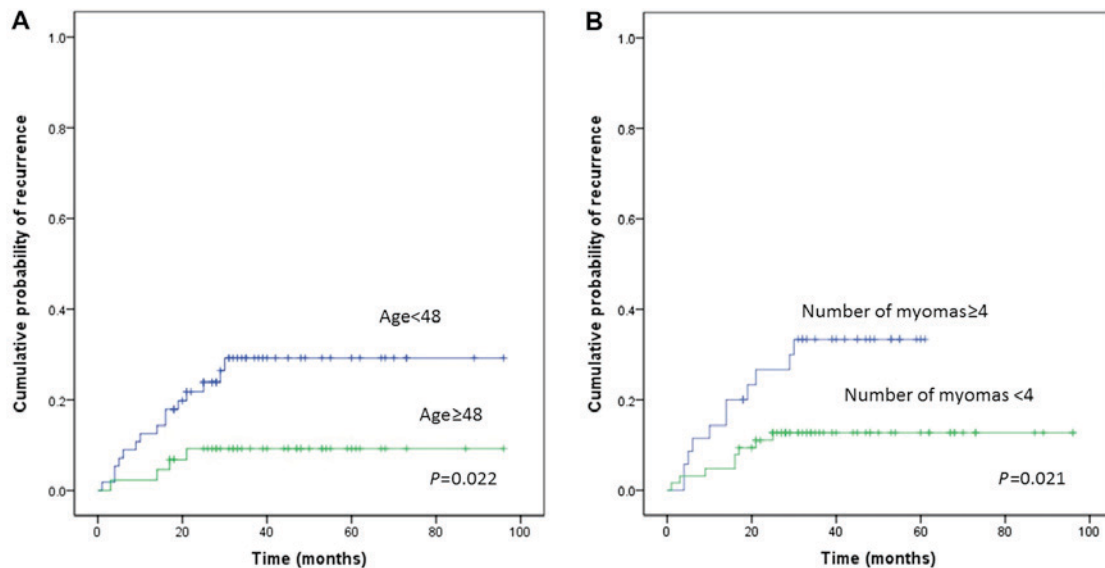 A
Cumulative probability of recurrence
1.0
0.8
0.6
0.4
0.2
0.0
Age<48
Age≥48
P=0.022
0 20 40 60 80 100
Time (months)
B
Cumulative probability of recurrence
1.0
0.8
0.6
0.4
0.2
0.0
Number of myomas≥4
Number of myomas <4
P=0.021
0 20 40 60 80 100
Time (months)